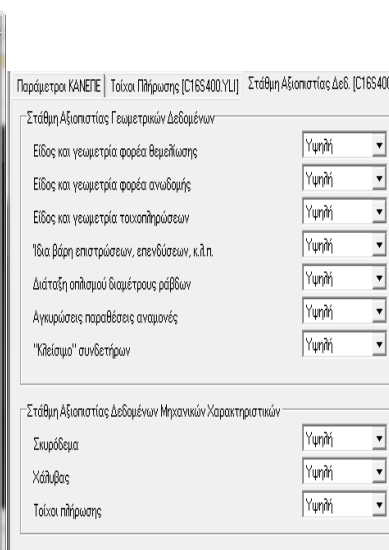 Παράμετροι ΚΑΝΕΠΕ Τοίχοι Πλήρωσης [C16S400.YLI] Στάθμη Αξιοπιστίας Δεδ. [C16S400
Στάθμη Αξιοπιστίας Γεωμετρικών Δεδομένων
Είδος και γεωμετρία φορέα θεμελίωσης Υψηλή
Είδος και γεωμετρία φορέα ανωδομής Υψηλή
Είδος και γεωμετρία τοιχοπληρώσεων Υψηλή
Ίδια βάρη επιστρώσεων, επενδύσεων, κ.λ.π. Υψηλή
Διάταξη οπλισμού διαμέτρους ράβδων Υψηλή
Αγκυρώσεις παραθέσεις αναμονές Υψηλή
"Κλείσιμο" συνδετήρων Υψηλή
Στάθμη Αξιοπιστίας Δεδομένων Μηχανικών Χαρακτηριστικών
Σκυρόδεμα Υψηλή
Χάλυβας Υψηλή
Τοίχοι πλήρωσης Υψηλή